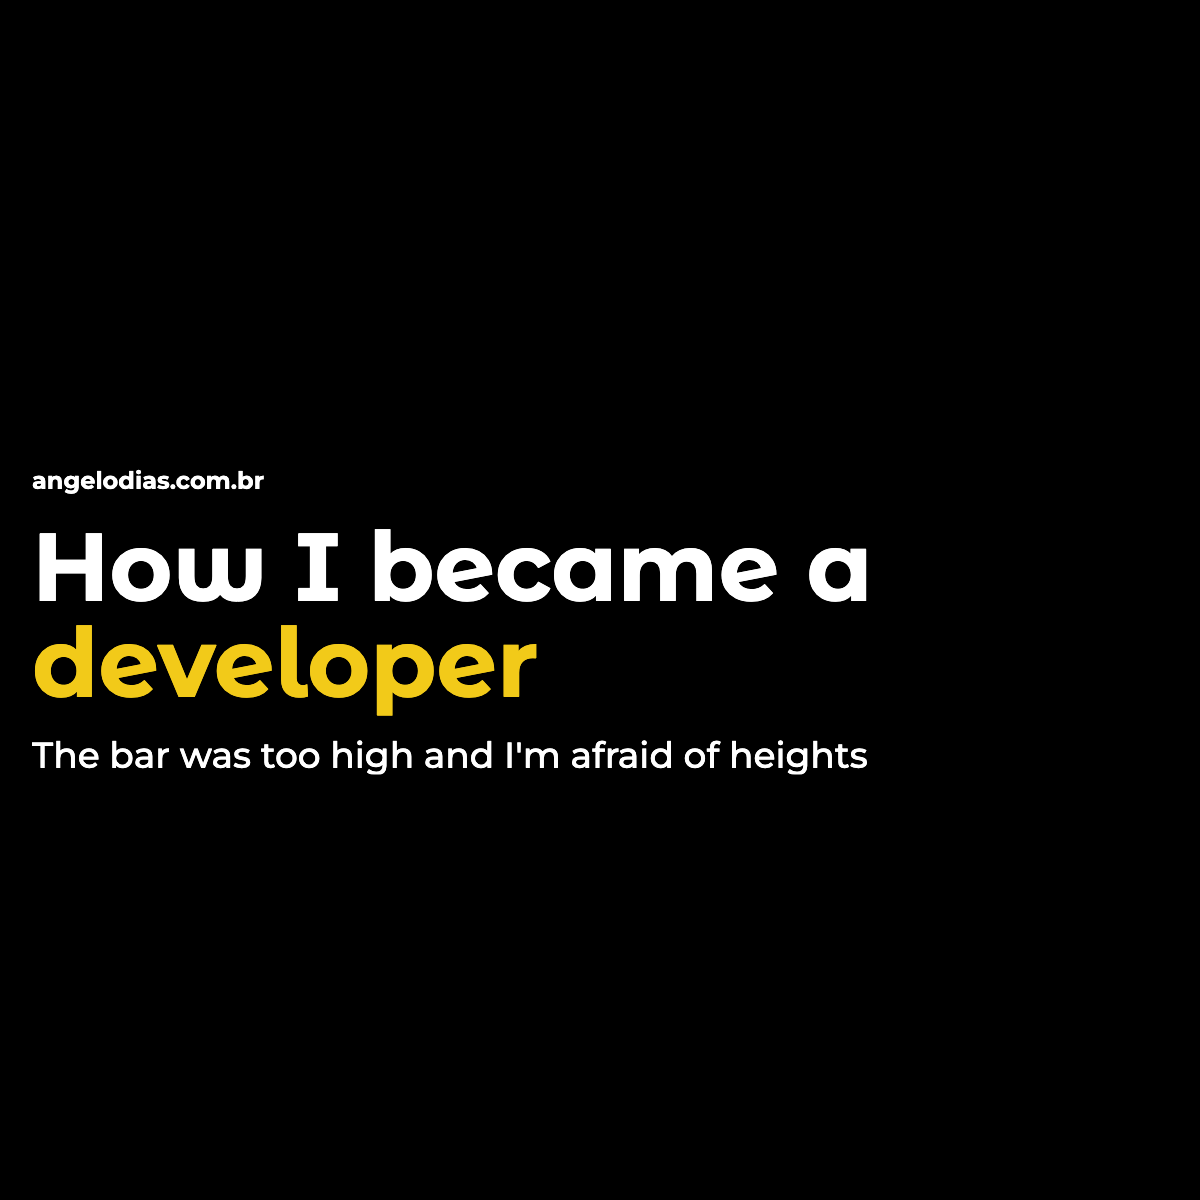 angelodias.com.br
How I became a
developer
The bar was too high and I'm afraid of heights